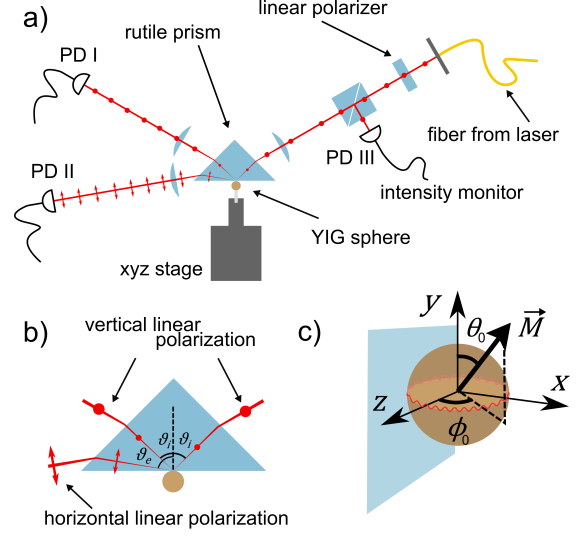 a)
linear polarizer
rutile prism
PD I
fiber from laser
PD III
PD II
intensity monitor
YIG sphere
xyz stage
b)
vertical linear
polarization
ϑi ϑi
ϑe
horizontal linear polarization
c)
y
θ0
M
x
z
ϕ0